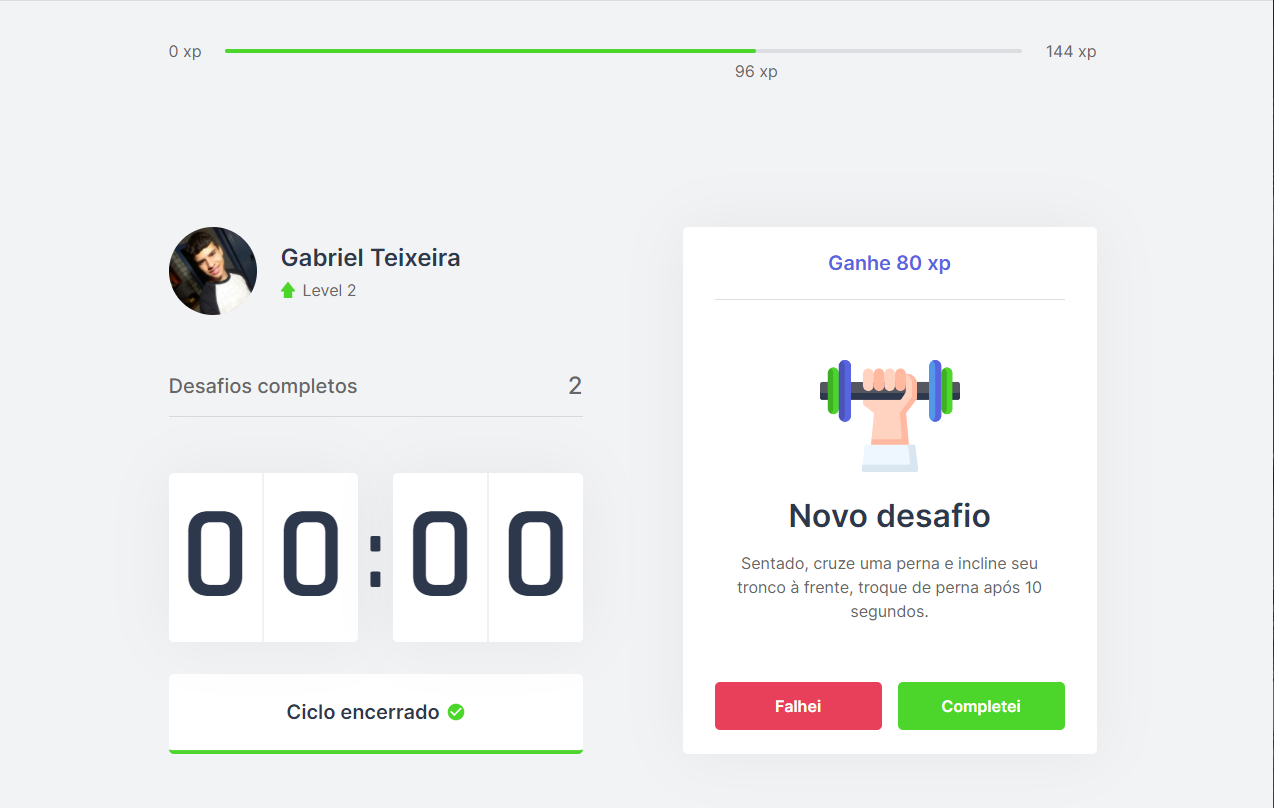 0 xp
96 xp
144 xp
Gabriel Teixeira
Level 2
Desafios completos 2
00:00
Ciclo encerrado
Ganhe 80 xp
Novo desafio
Sentado, cruze uma perna e incline seu
tronco à frente, troque de perna após 10
segundos.
Falhei
Completei